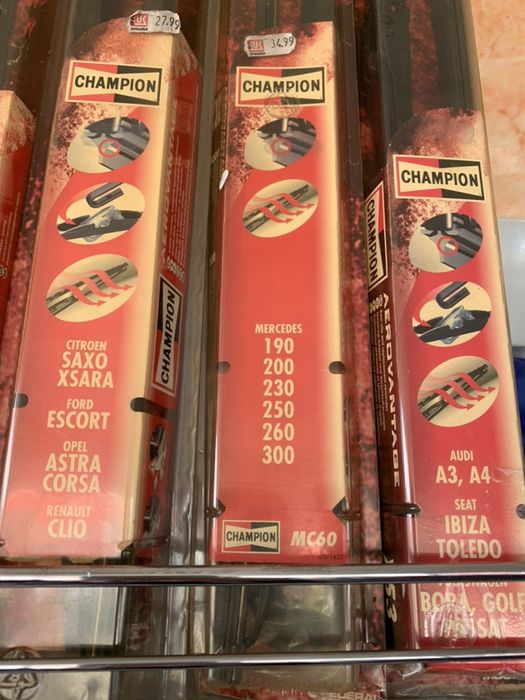 27.99
CHAMPION
CITROEN
SAXO
XSARA
FORD
ESCORT
OPEL
ASTRA
CORSA
RENAULT
CLIO
CHAMPION
34.99
CHAMPION
MERCEDES
190
200
230
250
260
300
CHAMPION
MC60
CHAMPION
CHAMPION
AEROVANTAGE
AUDI
A3, A4
SEAT
IBIZA
TOLEDO
BORA, GOLF